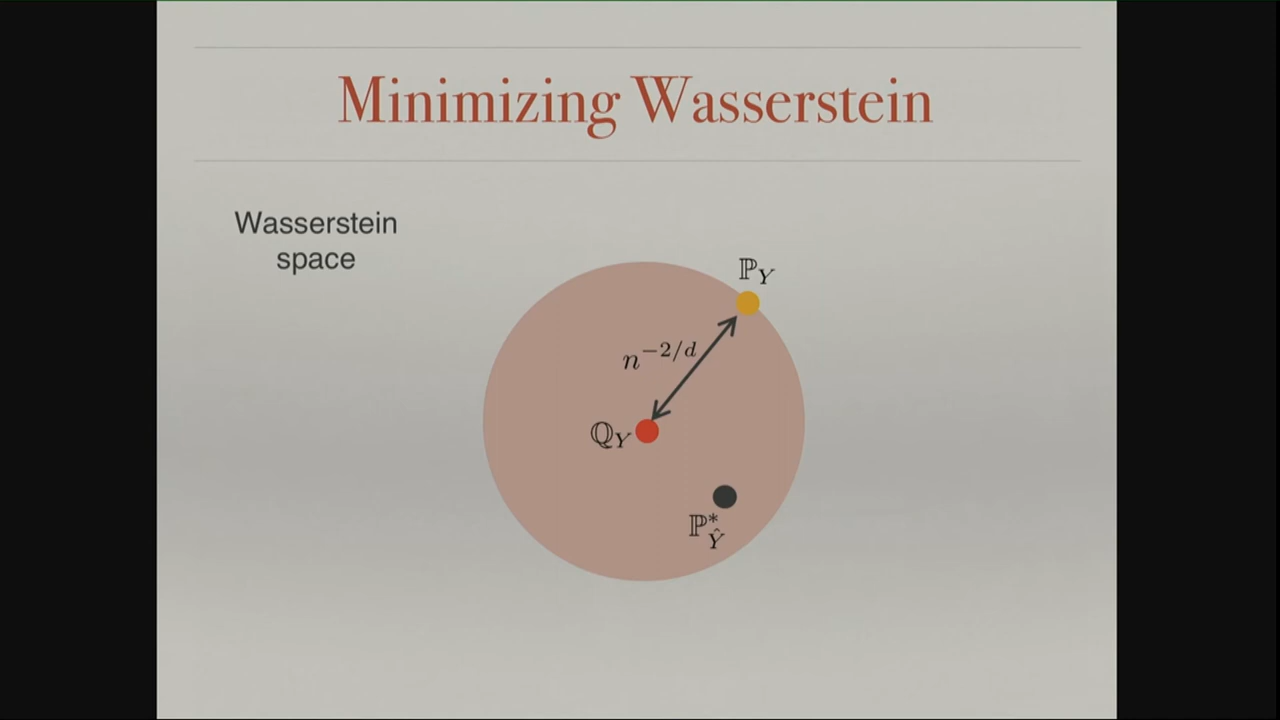 Minimizing Wasserstein
Wasserstein
space
ℙ_Y
n^{-2/d}
ℚ_Y
ℙ*_Ŷ